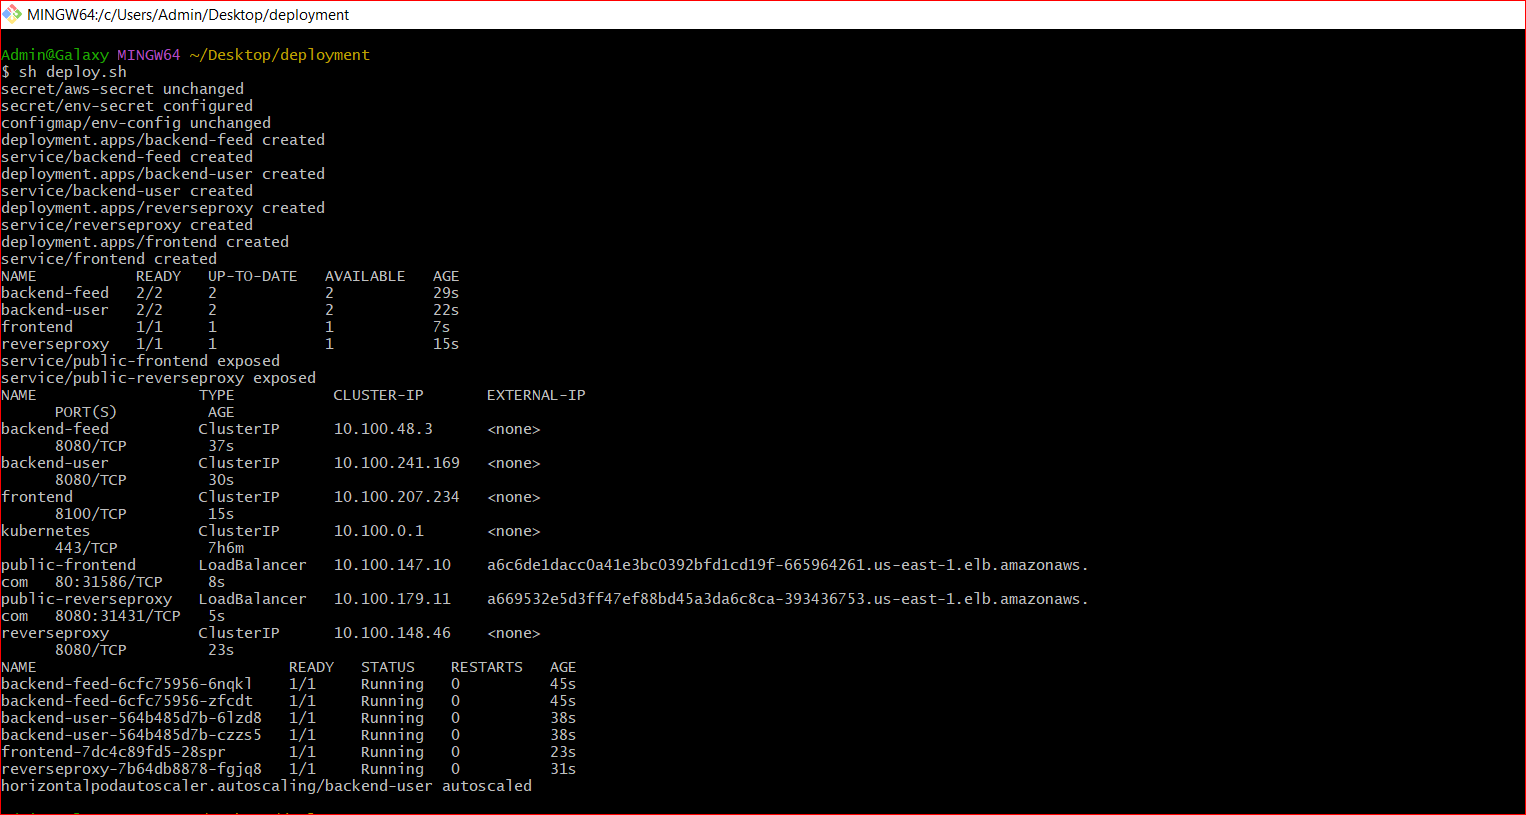 MINGW64:/c/Users/Admin/Desktop/deployment
Admin@Galaxy MINGW64 ~/Desktop/deployment
$ sh deploy.sh
secret/aws-secret unchanged
secret/env-secret configured
configmap/env-config unchanged
deployment.apps/backend-feed created
service/backend-feed created
deployment.apps/backend-user created
service/backend-user created
deployment.apps/reverseproxy created
service/reverseproxy created
deployment.apps/frontend created
service/frontend created
NAME           READY   UP-TO-DATE   AVAILABLE   AGE
backend-feed   2/2     2            2           29s
backend-user   2/2     2            2           22s
frontend       1/1     1            1           7s
reverseproxy   1/1     1            1           15s
service/public-frontend exposed
service/public-reverseproxy exposed
NAME                  TYPE           CLUSTER-IP       EXTERNAL-IP
      PORT(S)          AGE
backend-feed          ClusterIP      10.100.48.3      <none>
      8080/TCP         37s
backend-user          ClusterIP      10.100.241.169   <none>
      8080/TCP         30s
frontend              ClusterIP      10.100.207.234   <none>
      8100/TCP         15s
kubernetes            ClusterIP      10.100.0.1       <none>
      443/TCP          7h6m
public-frontend       LoadBalancer   10.100.147.10    a6c6de1dacc0a41e3bc0392bfd1cd19f-665964261.us-east-1.elb.amazonaws.
com   80:31586/TCP     8s
public-reverseproxy   LoadBalancer   10.100.179.11    a669532e5d3ff47ef88bd45a3da6c8ca-393436753.us-east-1.elb.amazonaws.
com   8080:31431/TCP   5s
reverseproxy          ClusterIP      10.100.148.46    <none>
      8080/TCP         23s
NAME                            READY   STATUS    RESTARTS   AGE
backend-feed-6cfc75956-6nqkl    1/1     Running   0          45s
backend-feed-6cfc75956-zfcdt    1/1     Running   0          45s
backend-user-564b485d7b-6lzd8   1/1     Running   0          38s
backend-user-564b485d7b-czzs5   1/1     Running   0          38s
frontend-7dc4c89fd5-28spr       1/1     Running   0          23s
reverseproxy-7b64db8878-fgjq8   1/1     Running   0          31s
horizontalpodautoscaler.autoscaling/backend-user autoscaled